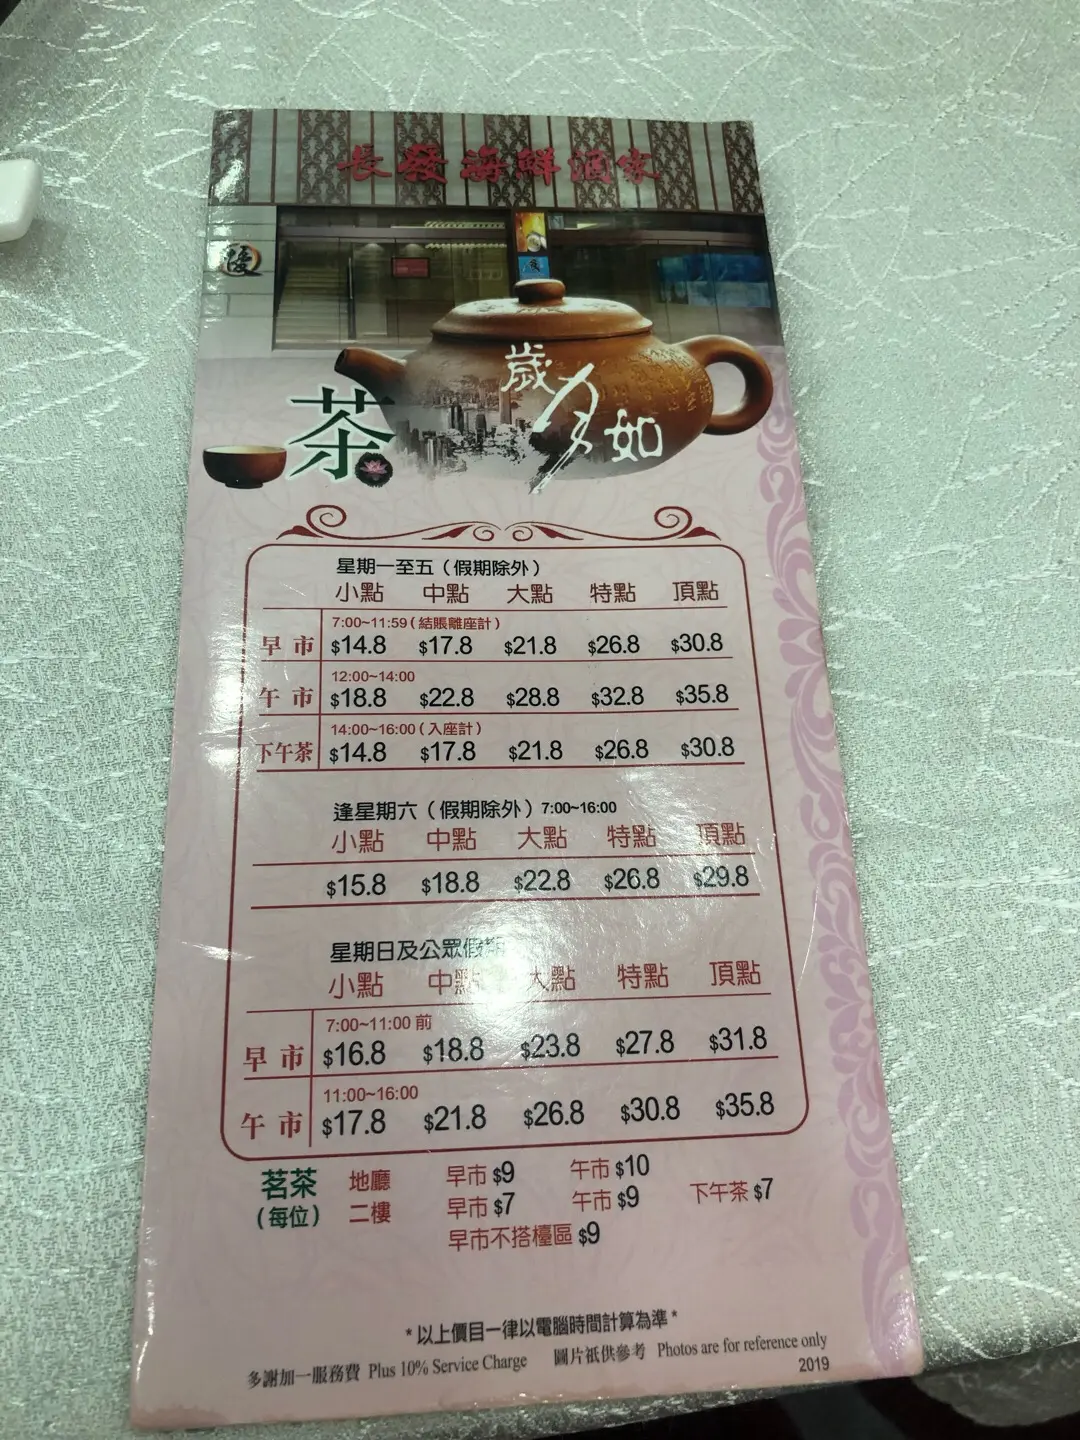 長發海鮮酒家
歲月如
茶
星期一至五（假期除外）
小點 中點 大點 特點 頂點
7:00~11:59（結賬離座計）
早市 $14.8 $17.8 $21.8 $26.8 $30.8
12:00~14:00
午市 $18.8 $22.8 $28.8 $32.8 $35.8
14:00~16:00（入座計）
下午茶 $14.8 $17.8 $21.8 $26.8 $30.8
逢星期六（假期除外）7:00~16:00
小點 中點 大點 特點 頂點
$15.8 $18.8 $22.8 $26.8 $29.8
星期日及公眾假期
小點 中點 大點 特點 頂點
7:00~11:00 前
早市 $16.8 $18.8 $23.8 $27.8 $31.8
11:00~16:00
午市 $17.8 $21.8 $26.8 $30.8 $35.8
茗茶 地廳 早市 $9 午市 $10
（每位） 二樓 早市 $7 午市 $9 下午茶 $7
早市不搭檯區 $9
*以上價目一律以電腦時間計算為準*
多謝加一服務費 Plus 10% Service Charge 圖片祇供參考 Photos are for reference only
2019